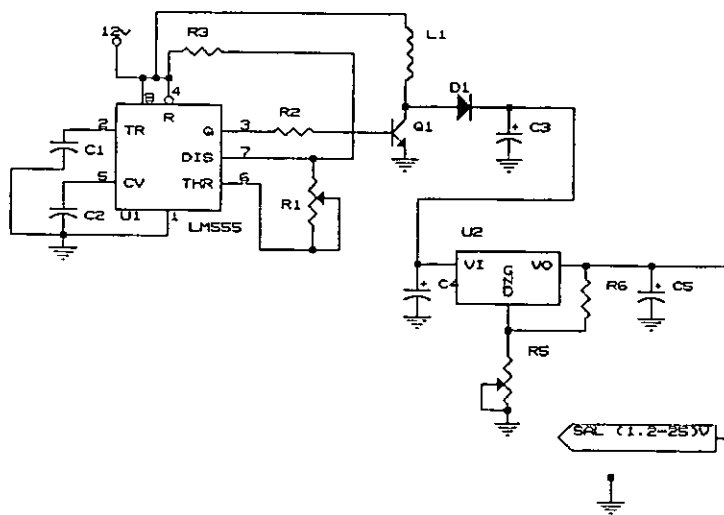 12v
R3
L1
8
4
R
2
TR
Q
3
R2
Q1
D1
C3
C1
DIS
7
5
CV
THR
6
R1
C2
U1
1
LM555
U2
VI
GND
VO
C4
R6
C5
R5
SAL (1.2-25)V